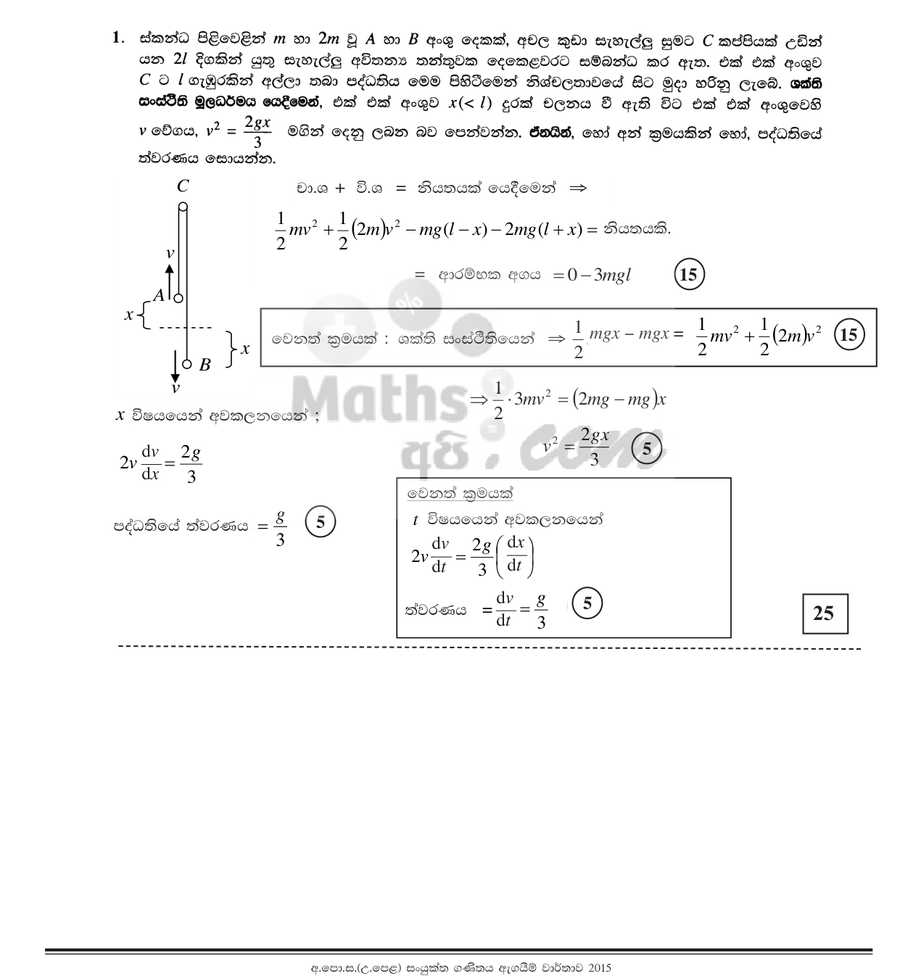 1. ස්කන්ධ පිළිවෙළින් m හා 2m වූ A හා B අංශු දෙකක්, අචල කුඩා සැහැල්ලු සුමට C කප්පියක් උඩින්
යන 2l දිගකින් යුතු සැහැල්ලු අවිතන්‍ය තන්තුවක දෙකෙළවරට සම්බන්ධ කර ඇත. එක් එක් අංශුව
C ට l ගැඹුරකින් අල්ලා තබා පද්ධතිය මෙම පිහිටීමෙන් නිශ්චලතාවයේ සිට මුදා හරිනු ලැබේ. ශක්ති
සංස්ථිති මූලධර්මය යෙදීමෙන්, එක් එක් අංශුව x(< l) දුරක් චලනය වී ඇති විට එක් එක් අංශුවෙහි
v වේගය, v² = 2gx/3 මගින් දෙනු ලබන බව පෙන්වන්න. ඒනයින්, හෝ අන් ක්‍රමයකින් හෝ, පද්ධතියේ
ත්වරණය සොයන්න.
C
v
A
x
x
B
v
චා.ශ + වි.ශ = නියතයක් යෙදීමෙන් ⇒
1/2 mv² + 1/2 (2m)v² − mg(l − x) − 2mg(l + x) = නියතයකි.
= ආරම්භක අගය = 0 − 3mgl 15
වෙනත් ක්‍රමයක් : ශක්ති සංස්ථිතියෙන් ⇒ 1/2 mgx − mgx = 1/2 mv² + 1/2 (2m)v² 15
⇒ 1/2 · 3mv² = (2mg − mg)x
v² = 2gx/3 5
x විෂයයෙන් අවකලනයෙන් ;
2v dv/dx = 2g/3
පද්ධතියේ ත්වරණය = g/3 5
වෙනත් ක්‍රමයක්
t විෂයයෙන් අවකලනයෙන්
2v dv/dt = 2g/3 (dx/dt)
ත්වරණය = dv/dt = g/3 5
25
%
Maths
අපි.com
අ.පො.ස.(උ.පෙළ) සංයුක්ත ගණිතය ඇගයීම් වාර්තාව 2015